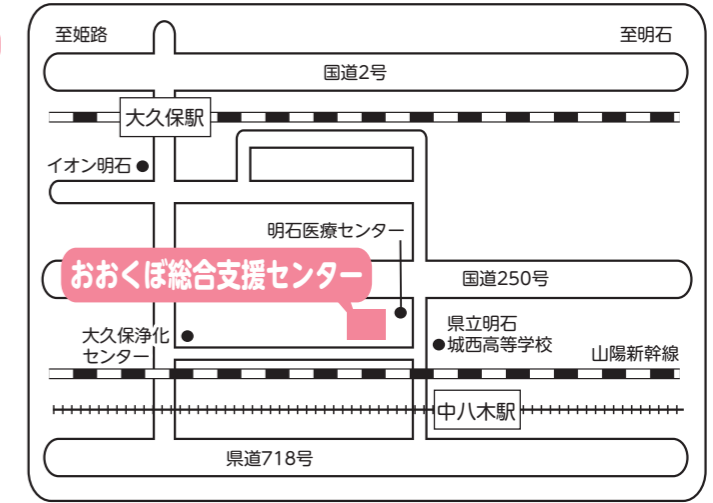 至姫路
至明石
国道2号
大久保駅
イオン明石
明石医療センター
おおくぼ総合支援センター
国道250号
県立明石
城西高等学校
大久保浄化
センター
山陽新幹線
中八木駅
県道718号